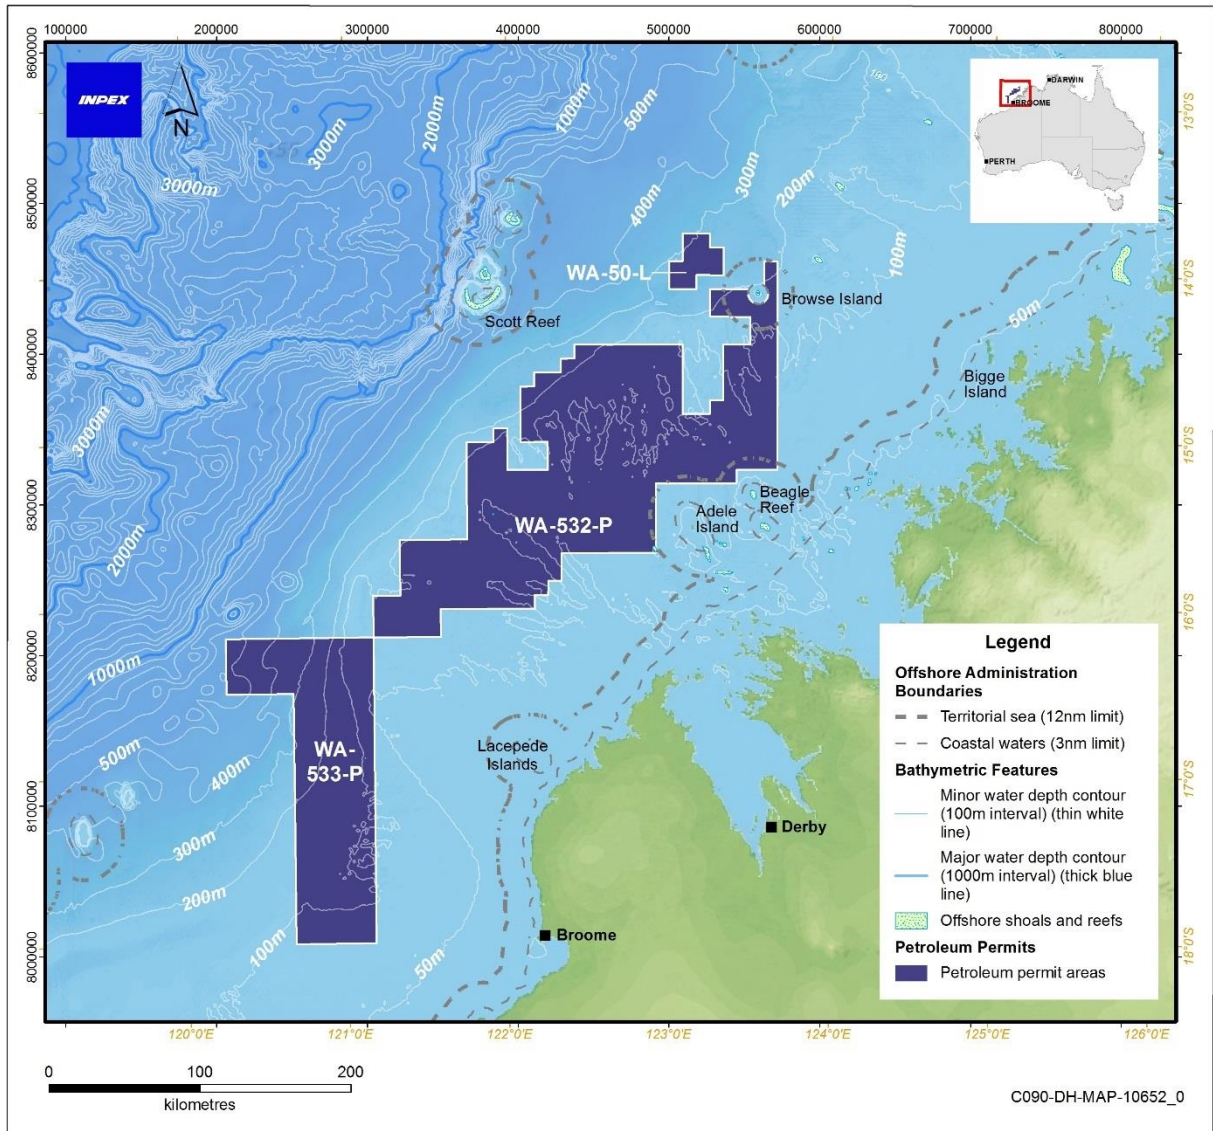 100000 200000 300000 400000 500000 600000 700000 800000
8600000
8500000
8400000
8300000
8200000
8100000
8000000
13°0'S
14°0'S
15°0'S
16°0'S
17°0'S
18°0'S
INPEX
N
DARWIN
BROOME
PERTH
3000m
3000m
2000m
1000m
500m
400m
300m
200m
100m
50m
WA-50-L
Browse Island
Scott Reef
Bigge
Island
3000m
2000m
1000m
WA-532-P
Beagle
Reef
Adele
Island
500m
400m
300m
200m
100m
50m
WA-
533-P
Lacepede
Islands
Derby
Broome
Legend
Offshore Administration
Boundaries
Territorial sea (12nm limit)
Coastal waters (3nm limit)
Bathymetric Features
Minor water depth contour
(100m interval) (thin white
line)
Major water depth contour
(1000m interval) (thick blue
line)
Offshore shoals and reefs
Petroleum Permits
Petroleum permit areas
120°0'E 121°0'E 122°0'E 123°0'E 124°0'E 125°0'E 126°0'E
0 100 200
kilometres
C090-DH-MAP-10652_0